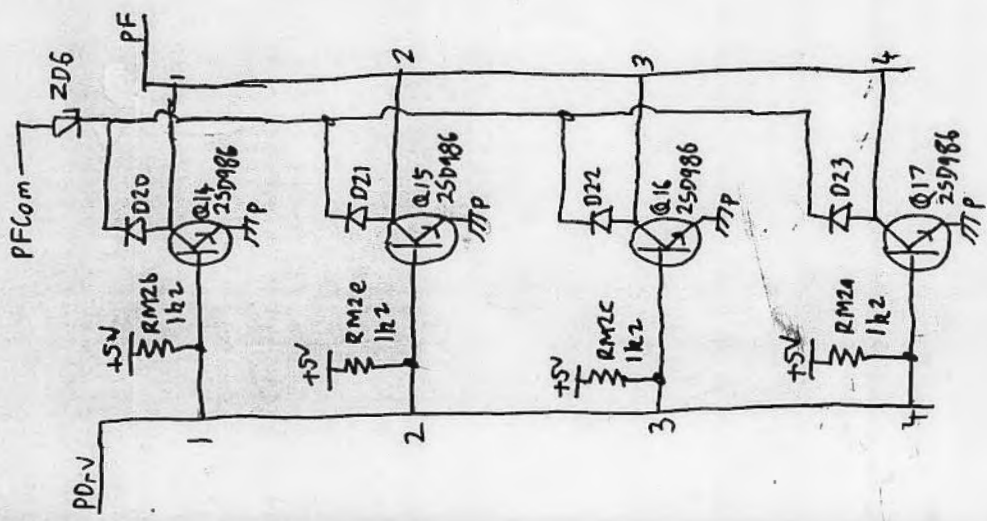 PFCom
ZD6
PF
PDrv
+5V
RM2b
1k2
D20
Q14
2SD986
P
1
1
+5V
RM2e
1k2
D21
Q15
2SD986
P
2
2
+5V
RM2c
1k2
D22
Q16
2SD986
P
3
3
+5V
RM2a
1k2
D23
Q17
2SD986
P
4
4